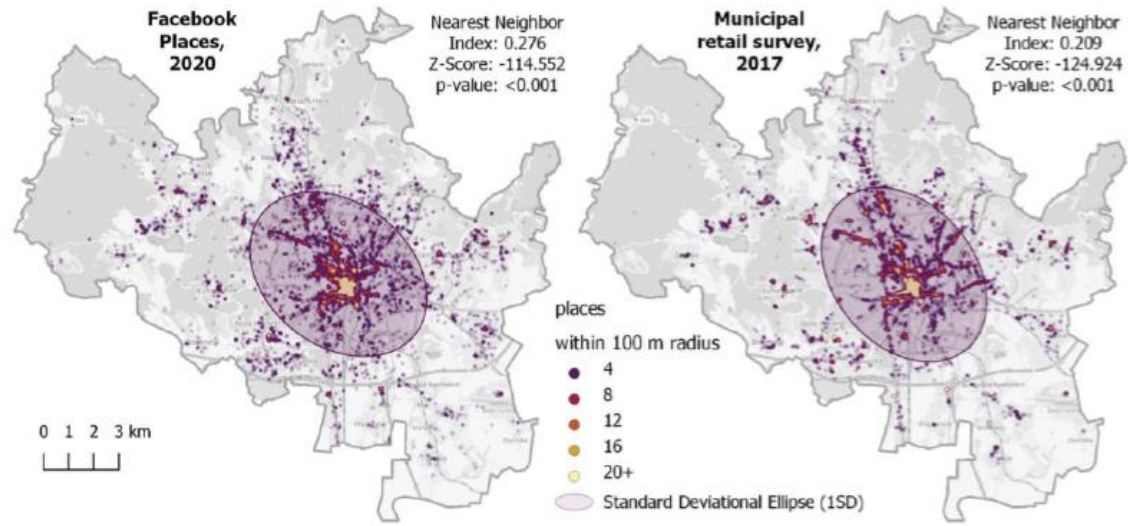 Facebook
Places,
2020
Nearest Neighbor
Index: 0.276
Z-Score: -114.552
p-value: <0.001
Municipal
retail survey,
2017
Nearest Neighbor
Index: 0.209
Z-Score: -124.924
p-value: <0.001
places
within 100 m radius
4
8
12
16
20+
Standard Deviational Ellipse (1SD)
0 1 2 3 km